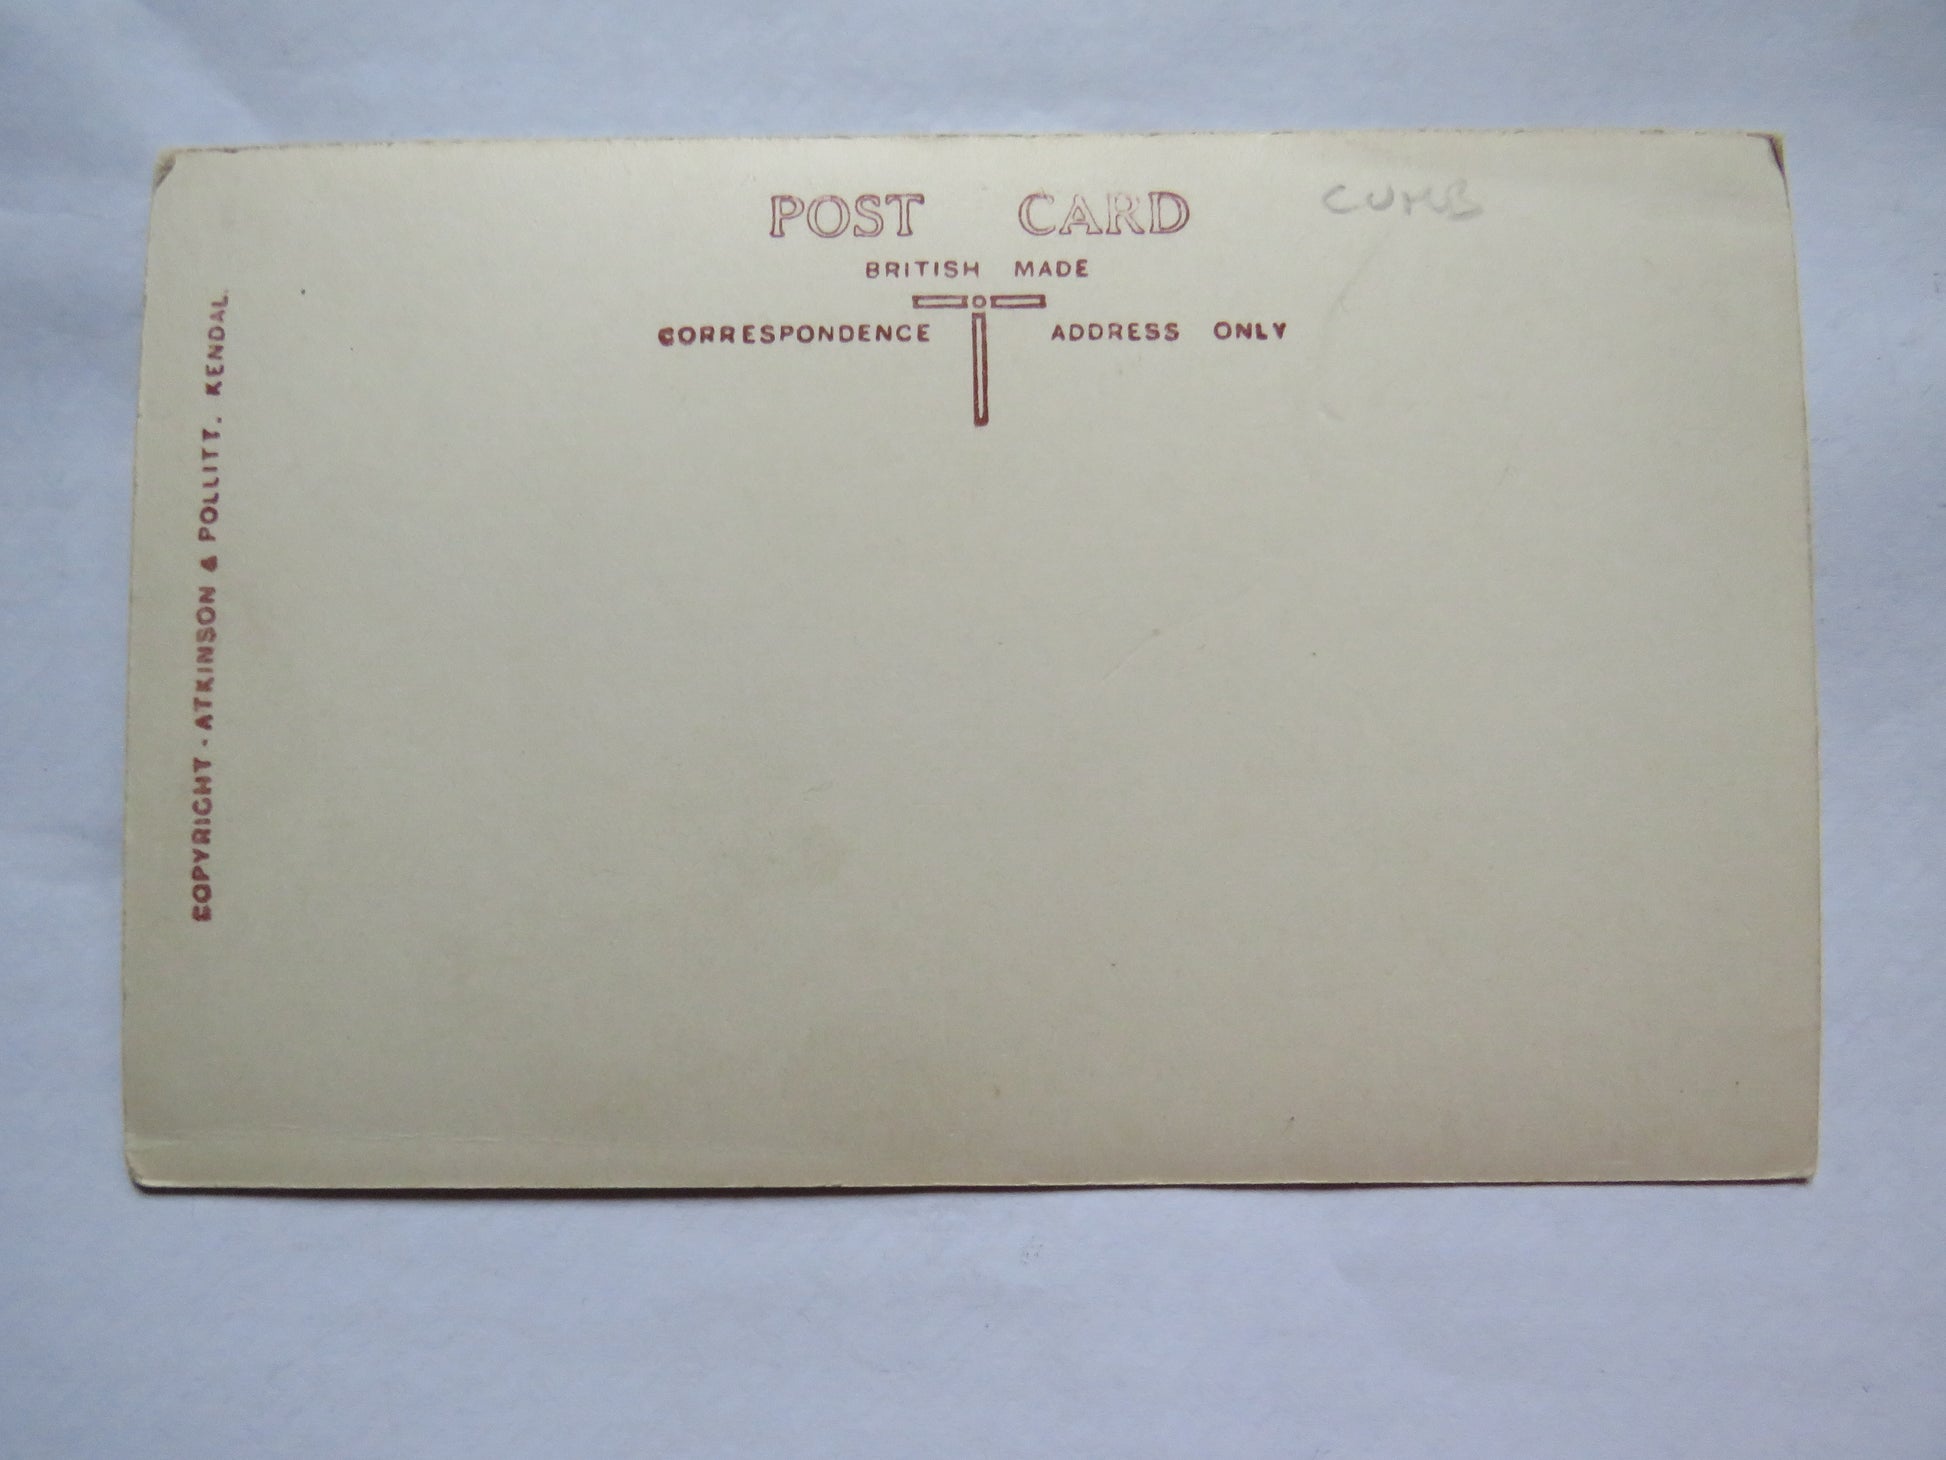 POST CARD
CUMB
BRITISH MADE
CORRESPONDENCE ADDRESS ONLY
COPYRIGHT - ATKINSON & POLLITT. KENDAL.